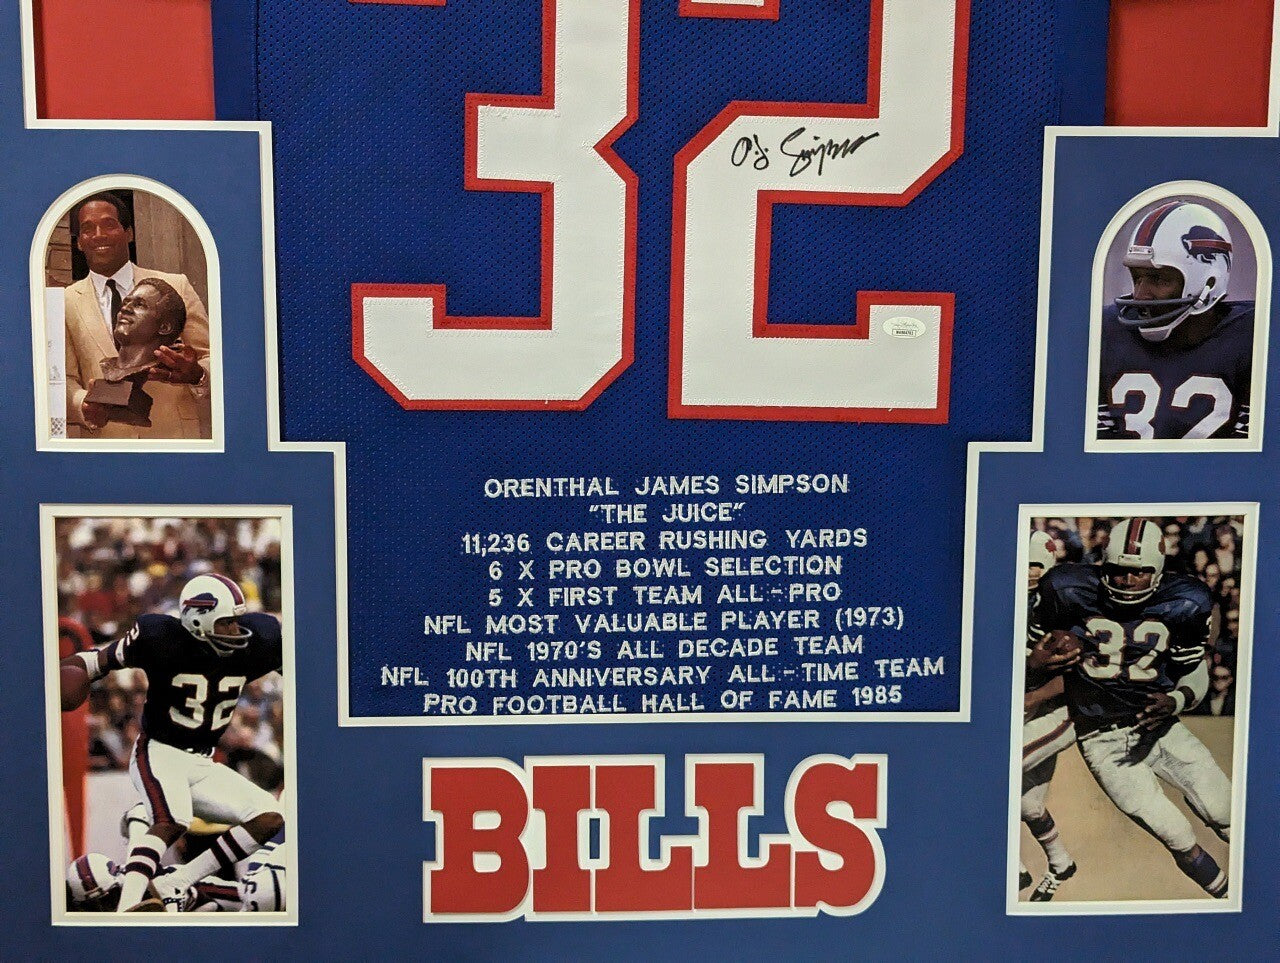 32
O.J. Simpson
32
ORENTHAL JAMES SIMPSON
"THE JUICE"
11,236 CAREER RUSHING YARDS
6 X PRO BOWL SELECTION
5 X FIRST TEAM ALL-PRO
NFL MOST VALUABLE PLAYER (1973)
NFL 1970'S ALL DECADE TEAM
NFL 100TH ANNIVERSARY ALL-TIME TEAM
PRO FOOTBALL HALL OF FAME 1985
32
32
BILLS